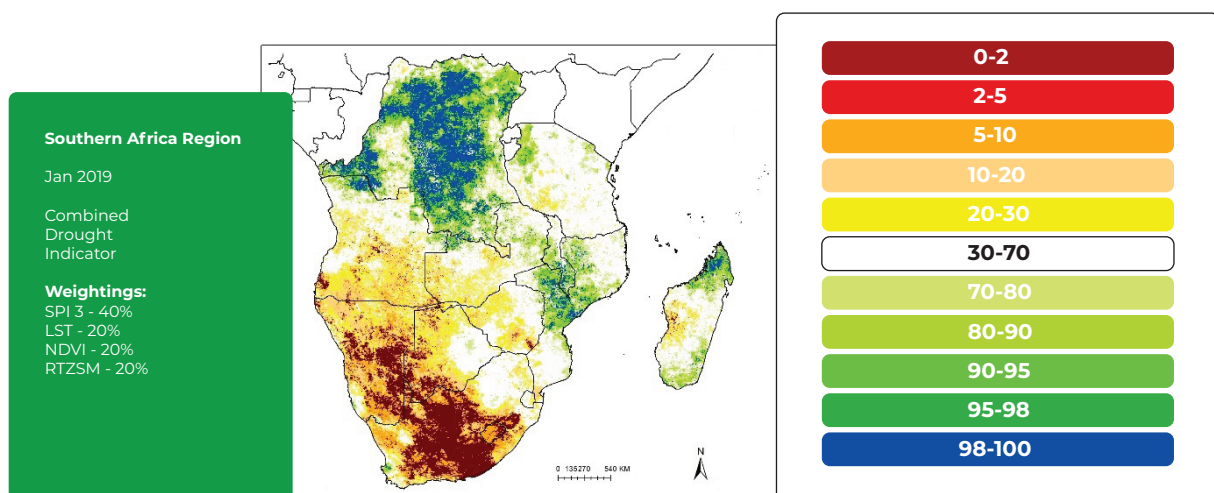 Southern Africa Region
Jan 2019
Combined
Drought
Indicator
Weightings:
SPI 3 - 40%
LST - 20%
NDVI - 20%
RTZSM - 20%
0 135270 540 KM
N
0-2
2-5
5-10
10-20
20-30
30-70
70-80
80-90
90-95
95-98
98-100